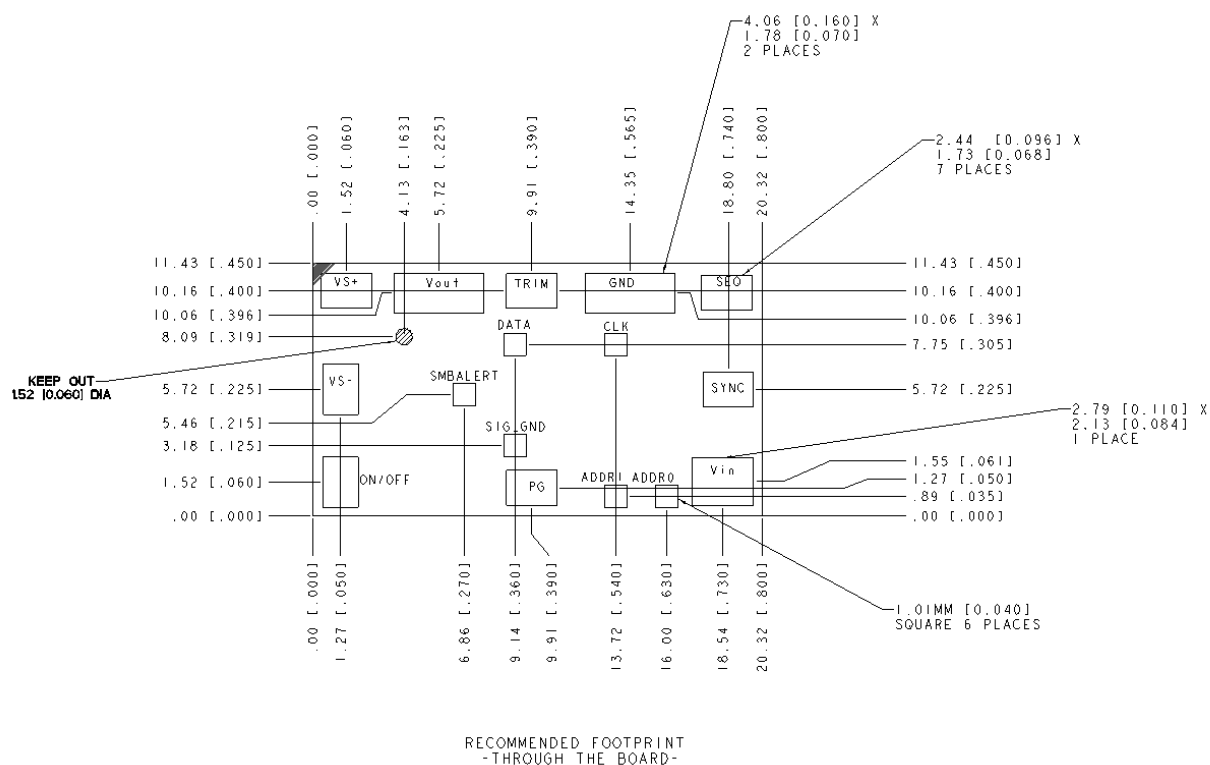 4.06 [0.160] X
1.78 [0.070]
2 PLACES
.00 [.000]
1.52 [.060]
4.13 [.163]
5.72 [.225]
9.91 [.390]
14.35 [.565]
18.80 [.740]
20.32 [.800]
2.44 [0.096] X
1.73 [0.068]
7 PLACES
11.43 [.450]
10.16 [.400]
10.06 [.396]
8.09 [.319]
5.72 [.225]
5.46 [.215]
3.18 [.125]
1.52 [.060]
.00 [.000]
KEEP OUT
1.52 [0.060] DIA
VS+
Vout
TRIM
GND
SEQ
DATA
CLK
VS-
SMBALERT
SYNC
SIG_GND
ON/OFF
PG
ADDR1
ADDR0
Vin
11.43 [.450]
10.16 [.400]
10.06 [.396]
7.75 [.305]
5.72 [.225]
2.79 [0.110] X
2.13 [0.084]
1 PLACE
1.55 [.061]
1.27 [.050]
.89 [.035]
.00 [.000]
.00 [.000]
1.27 [.050]
6.86 [.270]
9.14 [.360]
9.91 [.390]
13.72 [.540]
16.00 [.630]
18.54 [.730]
20.32 [.800]
1.01MM [0.040]
SQUARE 6 PLACES
RECOMMENDED FOOTPRINT
-THROUGH THE BOARD-